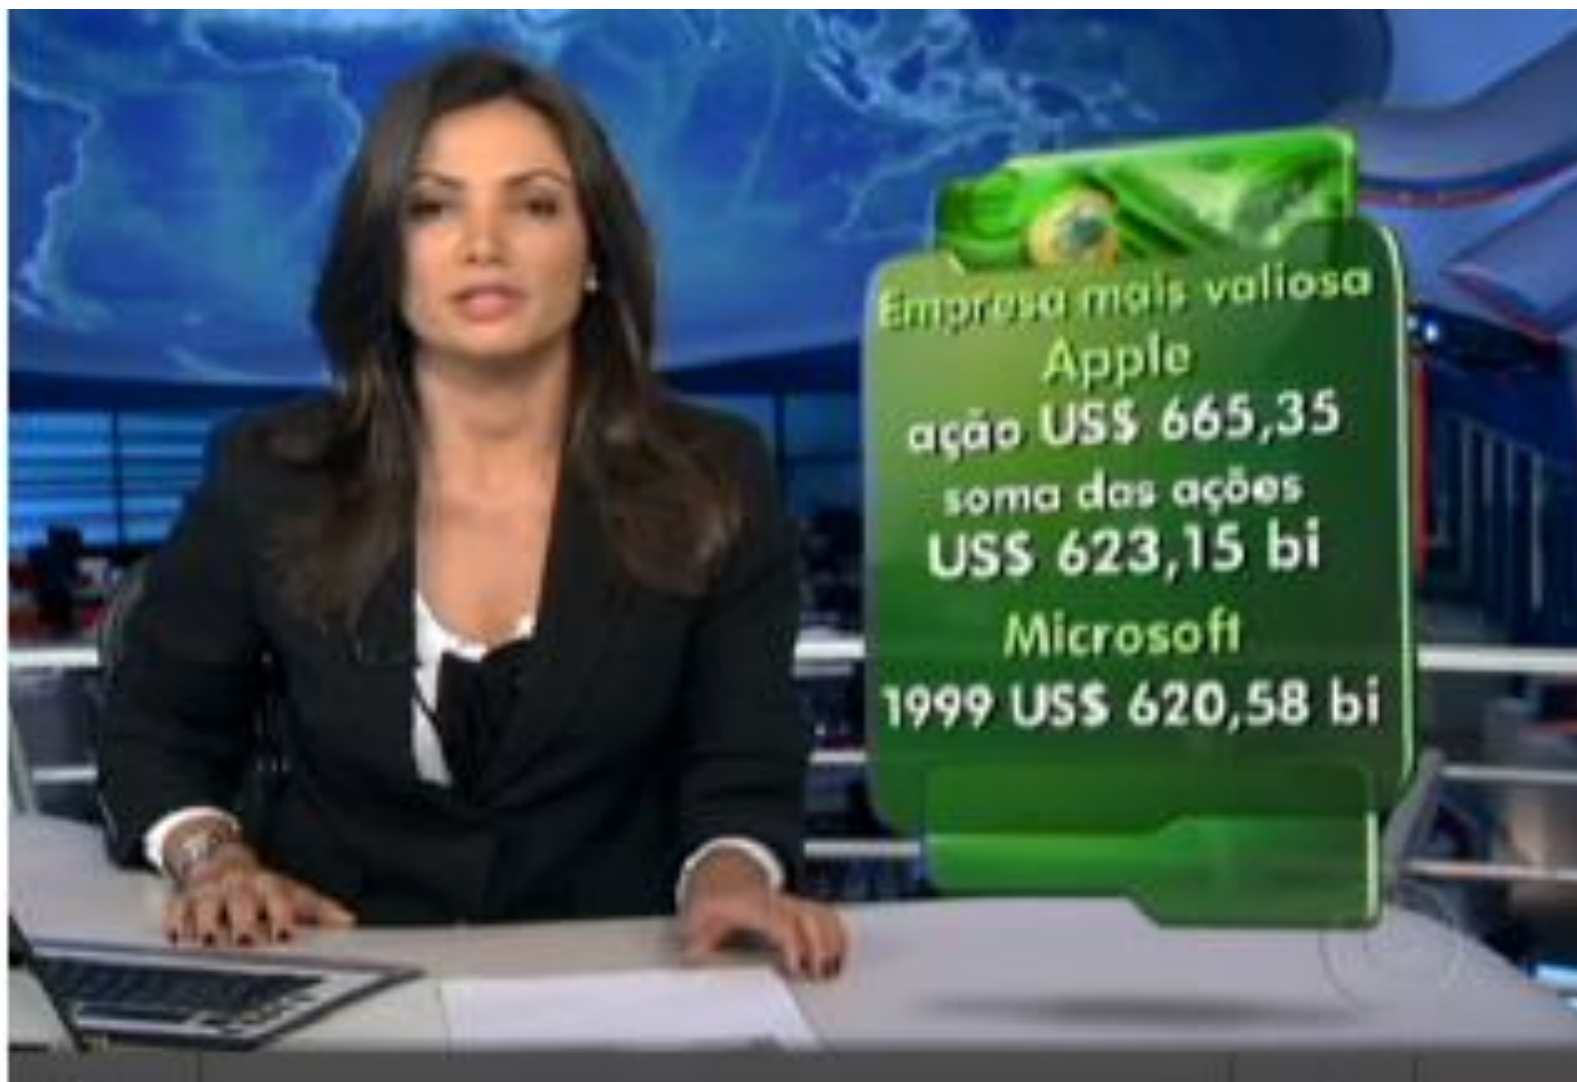 Empresa mais valiosa
Apple
ação US$ 665,35
soma das ações
US$ 623,15 bi
Microsoft
1999 US$ 620,58 bi